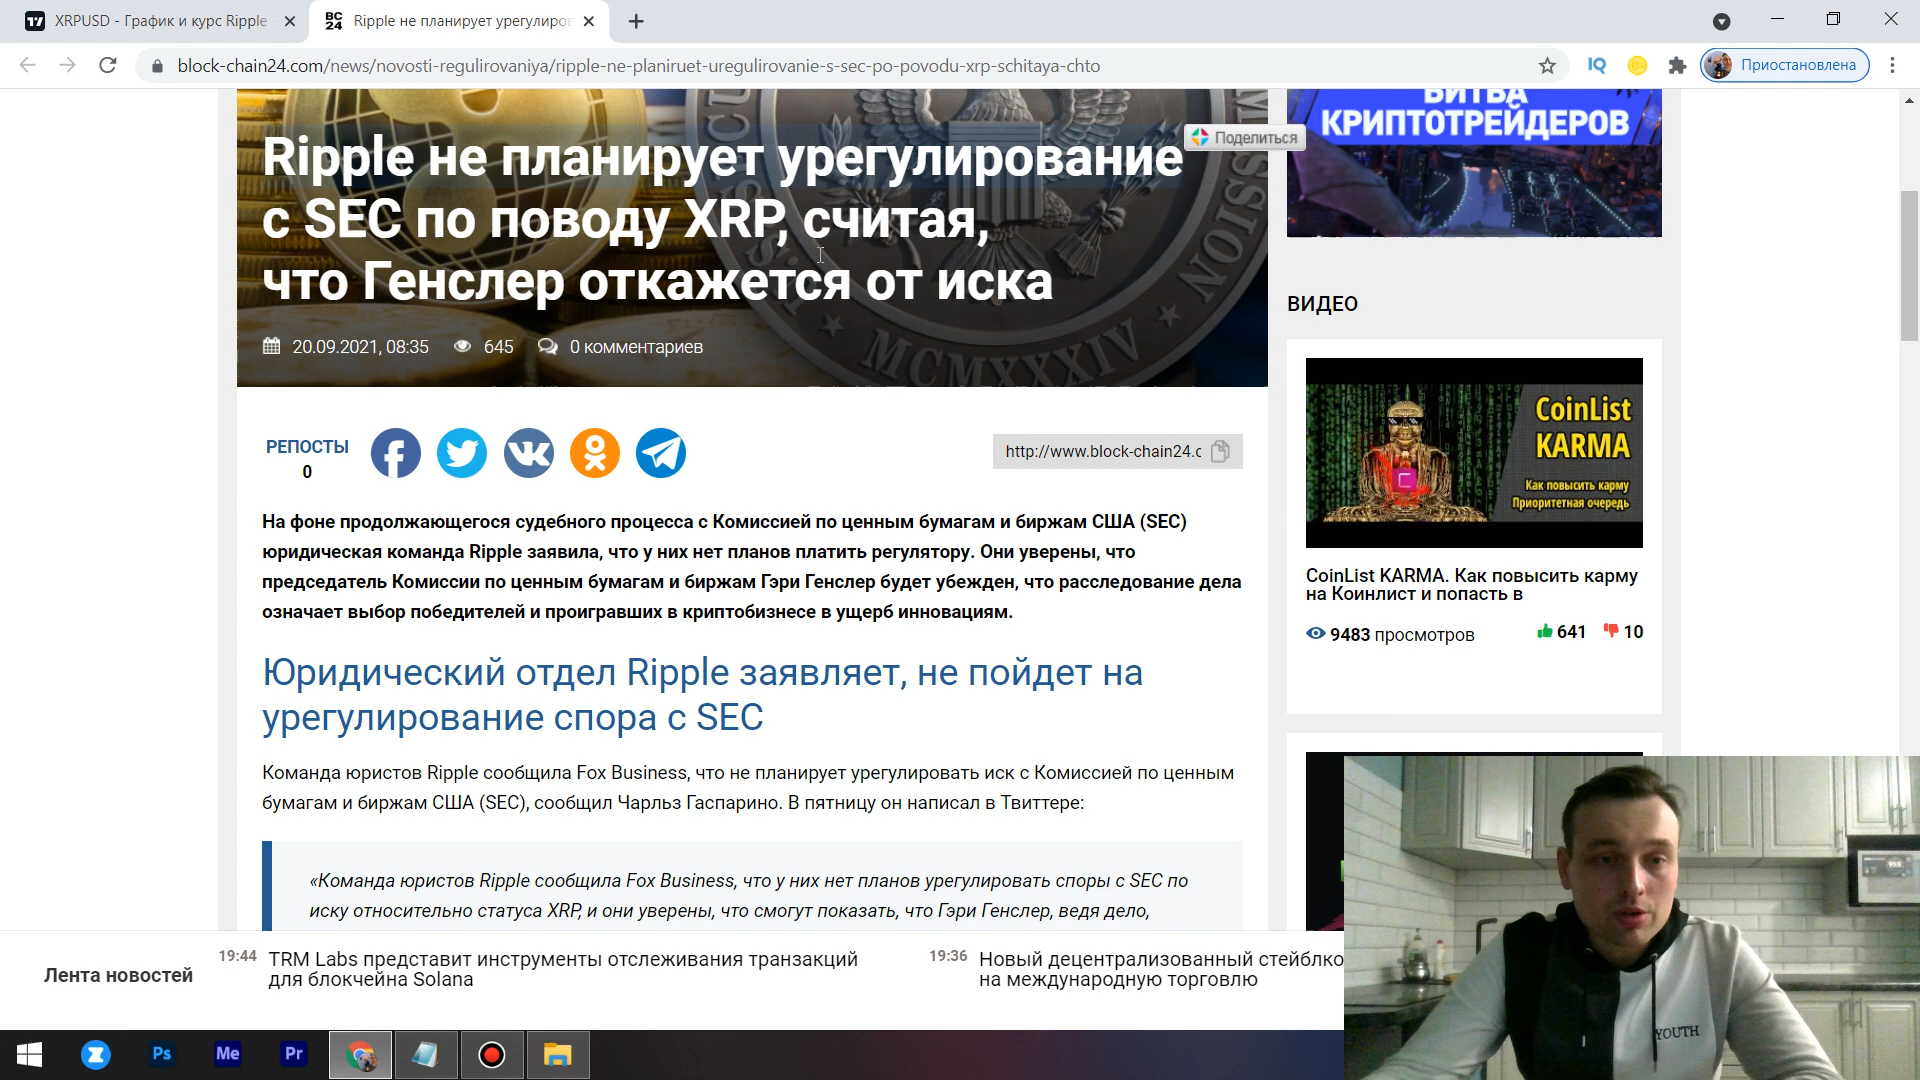 XRPUSD - График и курс Ripple
BC
24
Ripple не планирует урегулиров
block-chain24.com/news/novosti-regulirovaniya/ripple-ne-planiruet-uregulirovanie-s-sec-po-povodu-xrp-schitaya-chto
IQ
Приостановлена
Ripple не планирует урегулирование
с SEC по поводу XRP, считая,
что Генслер откажется от иска
Поделиться
MCMXXXIV
20.09.2021, 08:35
645
0 комментариев
БИТВА
КРИПТОТРЕЙДЕРОВ
ВИДЕО
РЕПОСТЫ
0
http://www.block-chain24.c
На фоне продолжающегося судебного процесса с Комиссией по ценным бумагам и биржам США (SEC)
юридическая команда Ripple заявила, что у них нет планов платить регулятору. Они уверены, что
председатель Комиссии по ценным бумагам и биржам Гэри Генслер будет убежден, что расследование дела
означает выбор победителей и проигравших в криптобизнесе в ущерб инновациям.
CoinList
KARMA
Как повысить карму
Приоритетная очередь
CoinList KARMA. Как повысить карму
на Коинлист и попасть в
9483 просмотров
641
10
Юридический отдел Ripple заявляет, не пойдет на
урегулирование спора с SEC
Команда юристов Ripple сообщила Fox Business, что не планирует урегулировать иск с Комиссией по ценным
бумагам и биржам США (SEC), сообщил Чарльз Гаспарино. В пятницу он написал в Твиттере:
«Команда юристов Ripple сообщила Fox Business, что у них нет планов урегулировать споры с SEC по
иску относительно статуса XRP, и они уверены, что смогут показать, что Гэри Генслер, ведя дело,
Лента новостей
19:44
TRM Labs представит инструменты отслеживания транзакций
для блокчейна Solana
19:36
Новый децентрализованный стейблко
на международную торговлю
YOUTH
Ps
Me
Pr